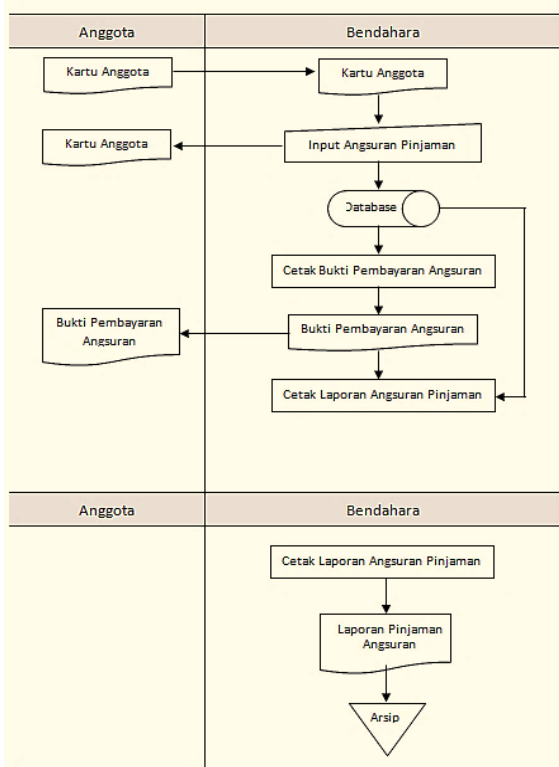 Anggota
Bendahara
Kartu Anggota
Kartu Anggota
Kartu Anggota
Input Angsuran Pinjaman
Database
Cetak Bukti Pembayaran Angsuran
Bukti Pembayaran
Angsuran
Bukti Pembayaran Angsuran
Cetak Laporan Angsuran Pinjaman
Anggota
Bendahara
Cetak Laporan Angsuran Pinjaman
Laporan Pinjaman
Angsuran
Arsip